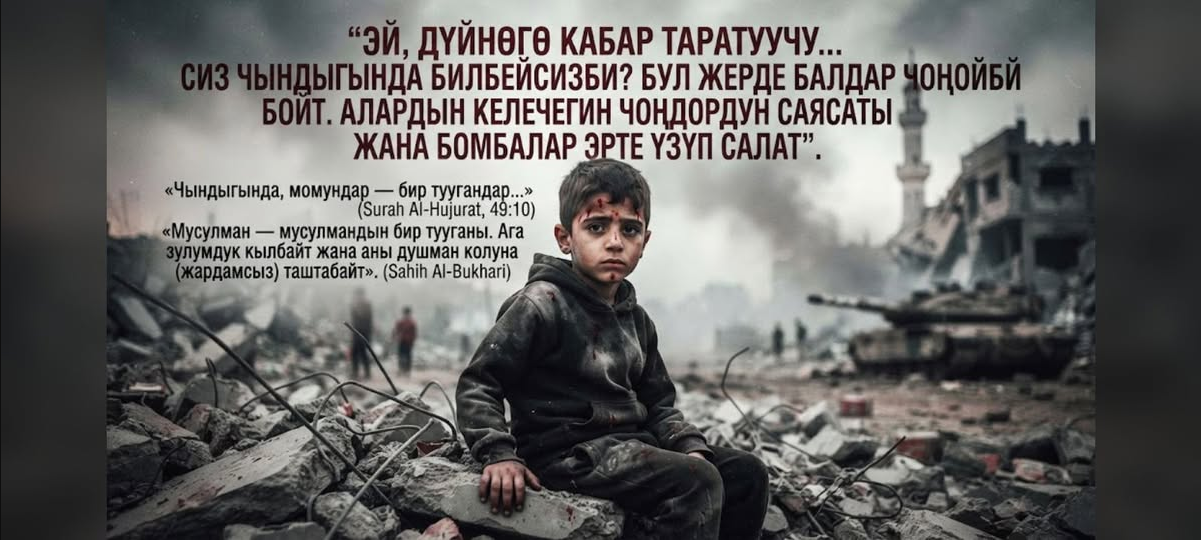 “ЭЙ, ДҮЙНӨГӨ КАБАР ТАРАТУУЧУ...
СИЗ ЧЫНДЫГЫНДА БИЛБЕЙСИЗБИ? БУЛ ЖЕРДЕ БАЛДАР ЧОҢОЙБЙ
БОЙТ. АЛАРДЫН КЕЛЕЧЕГИН ЧОҢДОРДУН САЯСАТЫ
ЖАНА БОМБАЛАР ЭРТЕ ҮЗҮП САЛАТ”.
«Чындыгында, момундар — бир туугандар...»
(Surah Al-Hujurat, 49:10)
«Мусулман — мусулмандын бир тууганы. Ага
зулумдук кылбайт жана аны душман колуна
(жардамсыз) таштабайт». (Sahih Al-Bukhari)